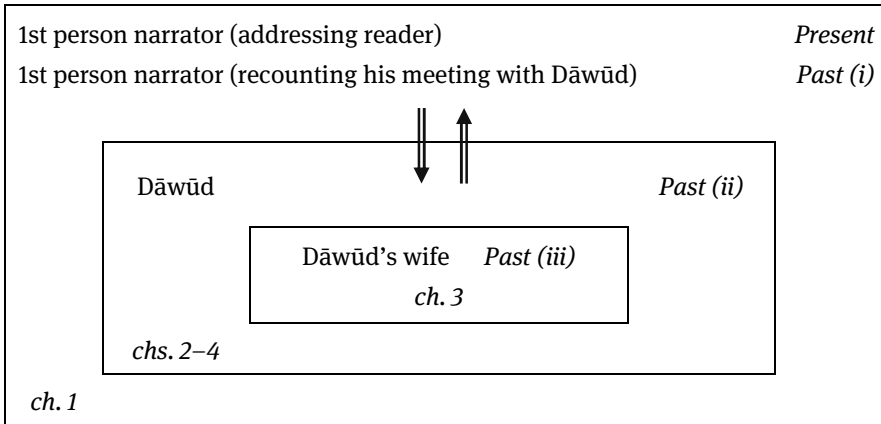 1st person narrator (addressing reader) Present
1st person narrator (recounting his meeting with Dāwūd) Past (i)
Dāwūd Past (ii)
Dāwūd’s wife Past (iii)
ch. 3
chs. 2–4
ch. 1